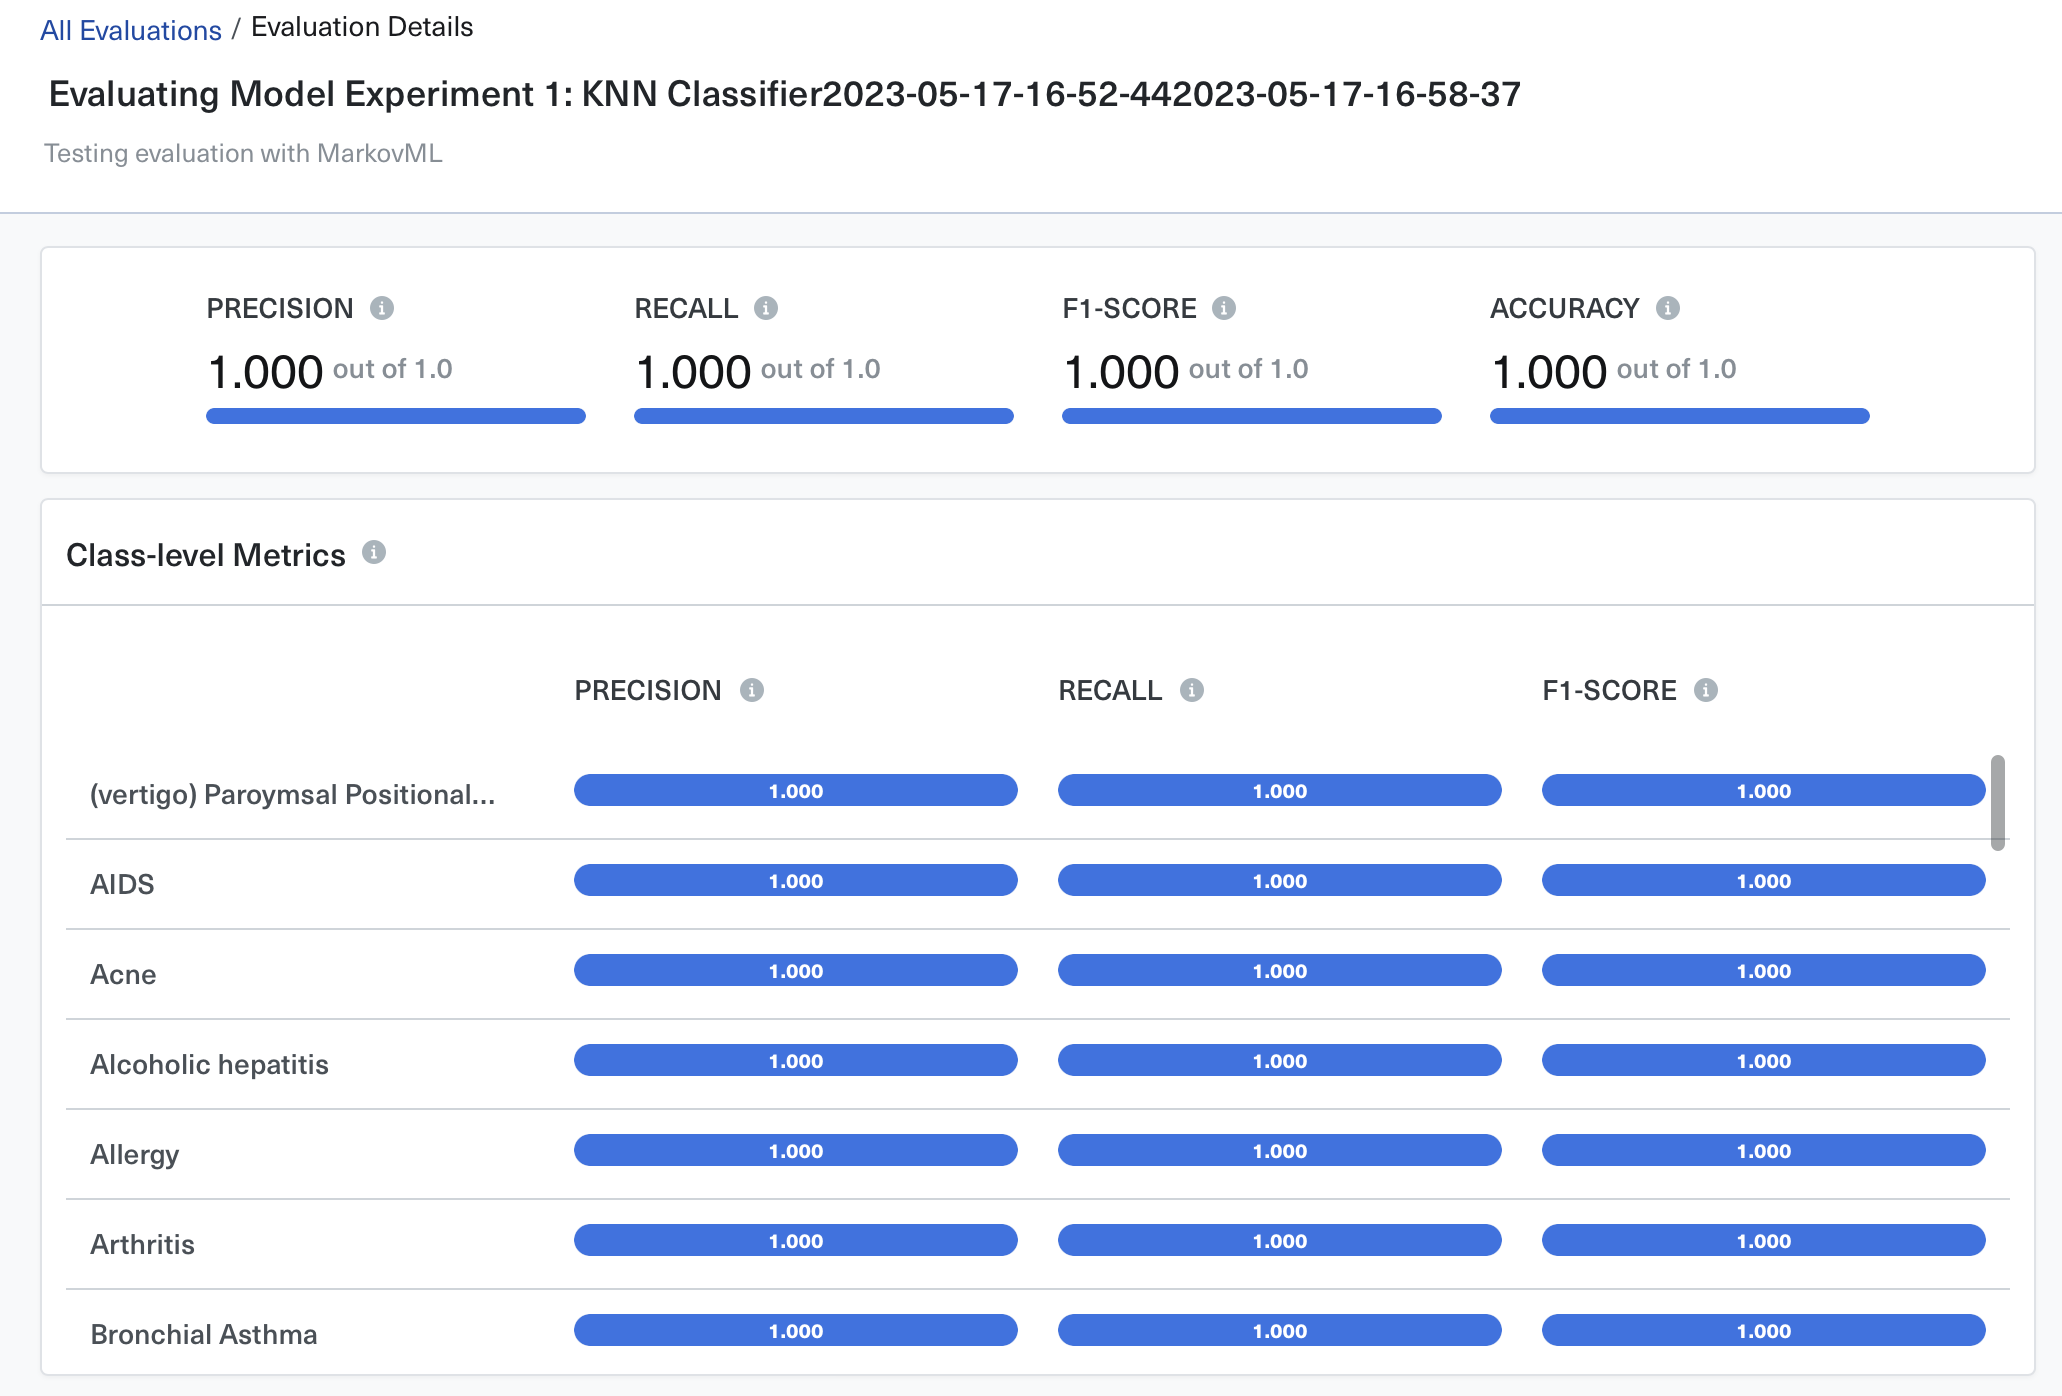 All Evaluations / Evaluation Details
Evaluating Model Experiment 1: KNN Classifier2023-05-17-16-52-442023-05-17-16-58-37
Testing evaluation with MarkovML
PRECISION RECALL F1-SCORE ACCURACY
1.000 out of 1.0 1.000 out of 1.0 1.000 out of 1.0 1.000 out of 1.0
Class-level Metrics
PRECISION RECALL F1-SCORE
(vertigo) Paroymsal Positional... 1.000 1.000 1.000
AIDS 1.000 1.000 1.000
Acne 1.000 1.000 1.000
Alcoholic hepatitis 1.000 1.000 1.000
Allergy 1.000 1.000 1.000
Arthritis 1.000 1.000 1.000
Bronchial Asthma 1.000 1.000 1.000